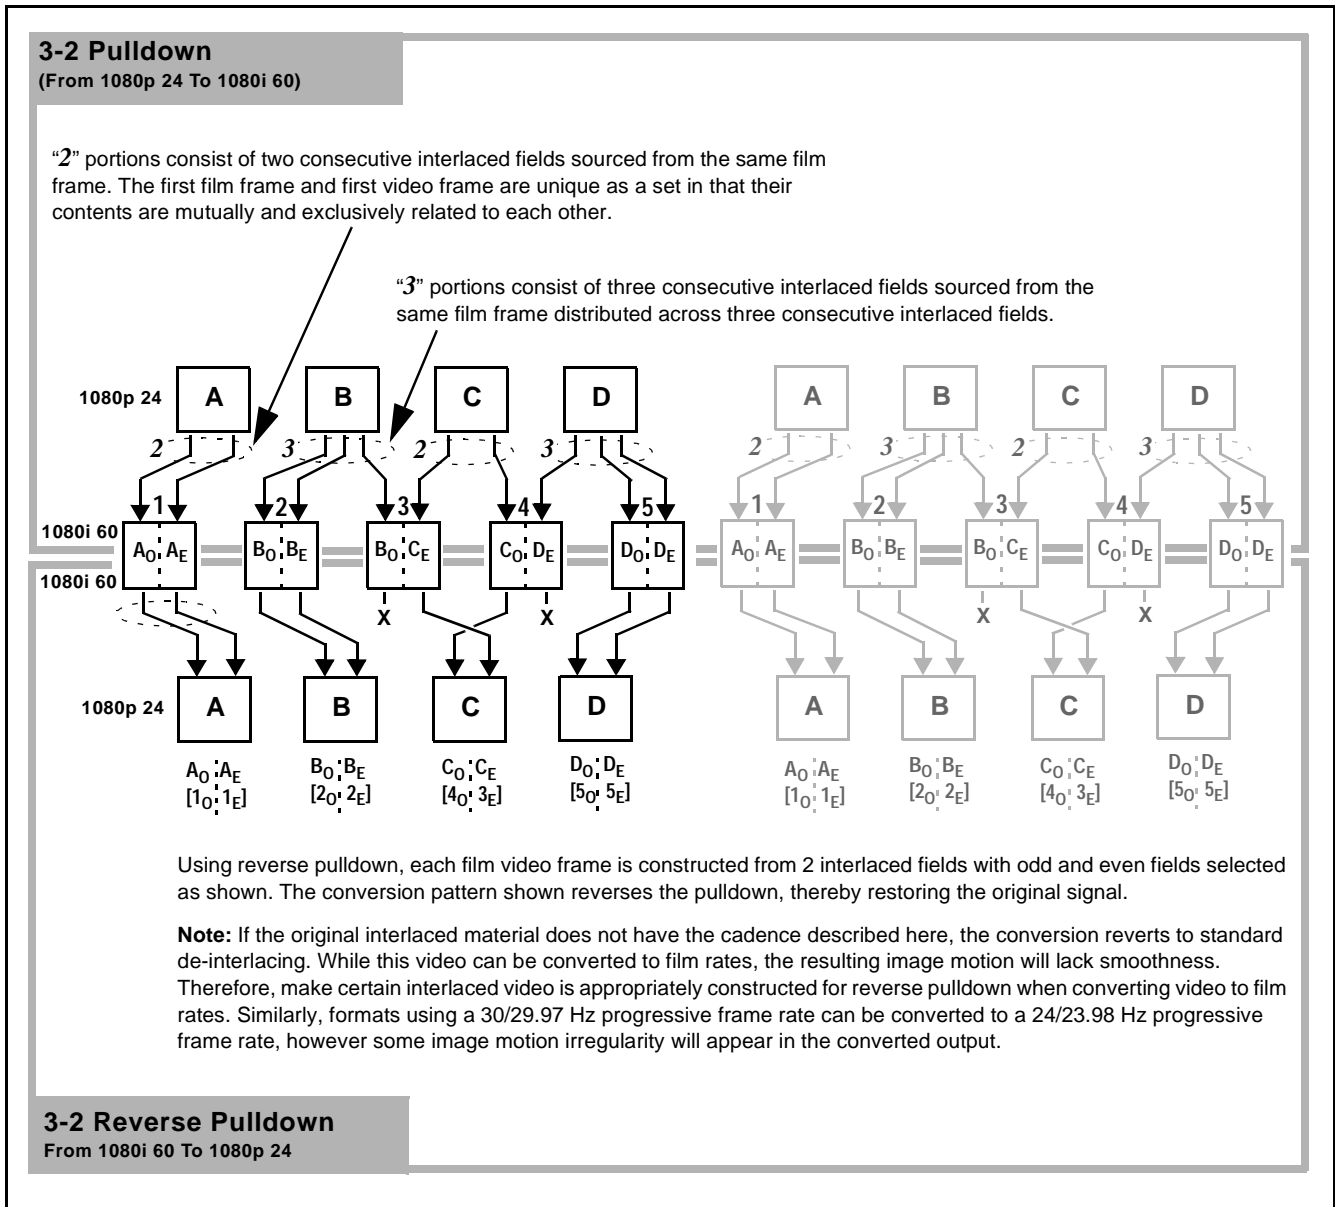 3-2 Pulldown
(From 1080p 24 To 1080i 60)
“2” portions consist of two consecutive interlaced fields sourced from the same film
frame. The first film frame and first video frame are unique as a set in that their
contents are mutually and exclusively related to each other.
“3” portions consist of three consecutive interlaced fields sourced from the
same film frame distributed across three consecutive interlaced fields.
1080p 24 A B C D A B C D
2 3 2 3 2 3 2 3
1 2 3 4 5 1 2 3 4 5
1080i 60
AO AE BO BE BO CE CO DE DO DE AO AE BO BE BO CE CO DE DO DE
1080i 60
X X X X
1080p 24 A B C D A B C D
AO AE BO BE CO CE DO DE AO AE BO BE CO CE DO DE
[1O 1E] [2O 2E] [4O 3E] [5O 5E] [1O 1E] [2O 2E] [4O 3E] [5O 5E]
Using reverse pulldown, each film video frame is constructed from 2 interlaced fields with odd and even fields selected
as shown. The conversion pattern shown reverses the pulldown, thereby restoring the original signal.
Note: If the original interlaced material does not have the cadence described here, the conversion reverts to standard
de-interlacing. While this video can be converted to film rates, the resulting image motion will lack smoothness.
Therefore, make certain interlaced video is appropriately constructed for reverse pulldown when converting video to film
rates. Similarly, formats using a 30/29.97 Hz progressive frame rate can be converted to a 24/23.98 Hz progressive
frame rate, however some image motion irregularity will appear in the converted output.
3-2 Reverse Pulldown
From 1080i 60 To 1080p 24